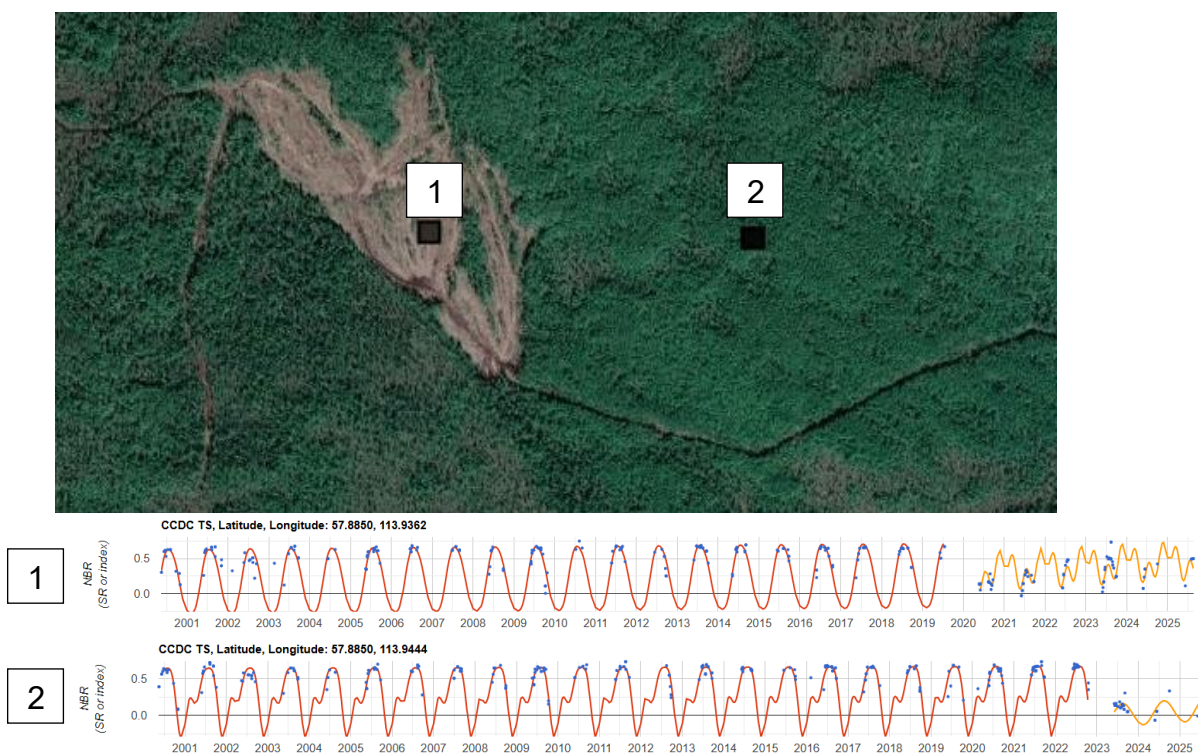 1
2
CCDC TS, Latitude, Longitude: 57.8850, 113.9362
1
NBR
(SR or index)
0.5
0.0
2001 2002 2003 2004 2005 2006 2007 2008 2009 2010 2011 2012 2013 2014 2015 2016 2017 2018 2019 2020 2021 2022 2023 2024 2025
CCDC TS, Latitude, Longitude: 57.8850, 113.9444
2
NBR
(SR or index)
0.5
0.0
2001 2002 2003 2004 2005 2006 2007 2008 2009 2010 2011 2012 2013 2014 2015 2016 2017 2018 2019 2020 2021 2022 2023 2024 2025